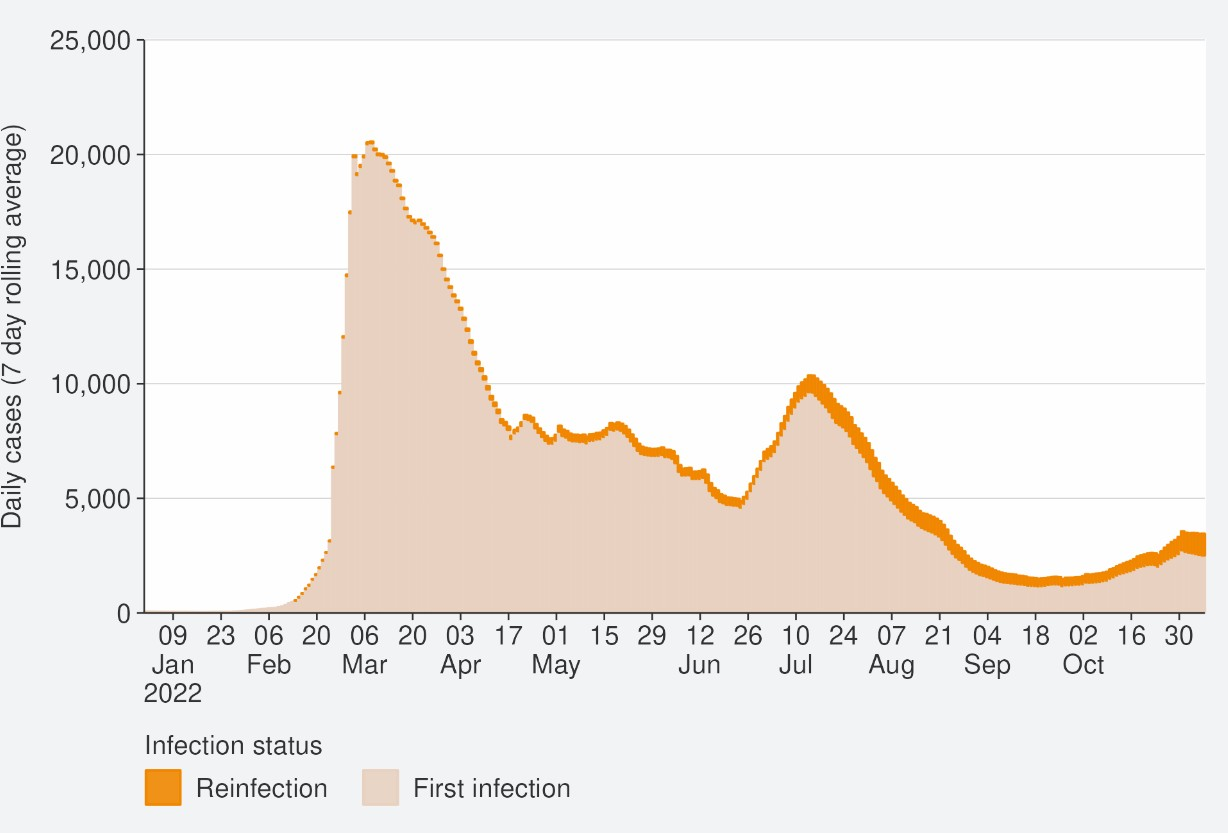 25,000
20,000
15,000
10,000
5,000
0
Daily cases (7 day rolling average)
09 23 06 20 06 20 03 17 01 15 29 12 26 10 24 07 21 04 18 02 16 30
Jan Feb Mar Apr May Jun Jul Aug Sep Oct
2022
Infection status
Reinfection First infection